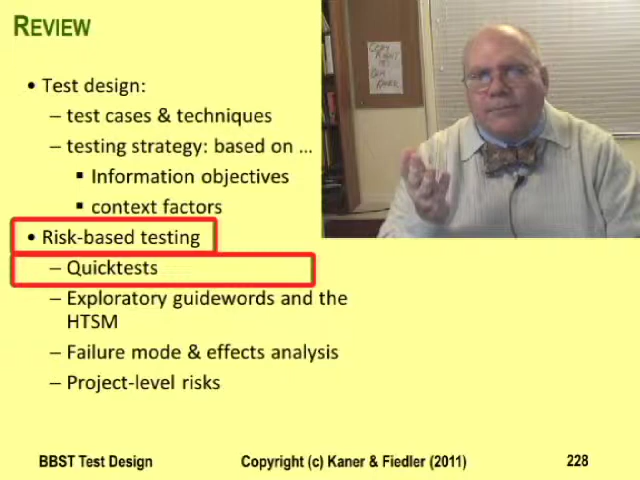 REVIEW
• Test design:
– test cases & techniques
– testing strategy: based on …
▪ Information objectives
▪ context factors
• Risk-based testing
– Quicktests
– Exploratory guidewords and the
HTSM
– Failure mode & effects analysis
– Project-level risks
BBST Test Design
Copyright (c) Kaner & Fiedler (2011)
228